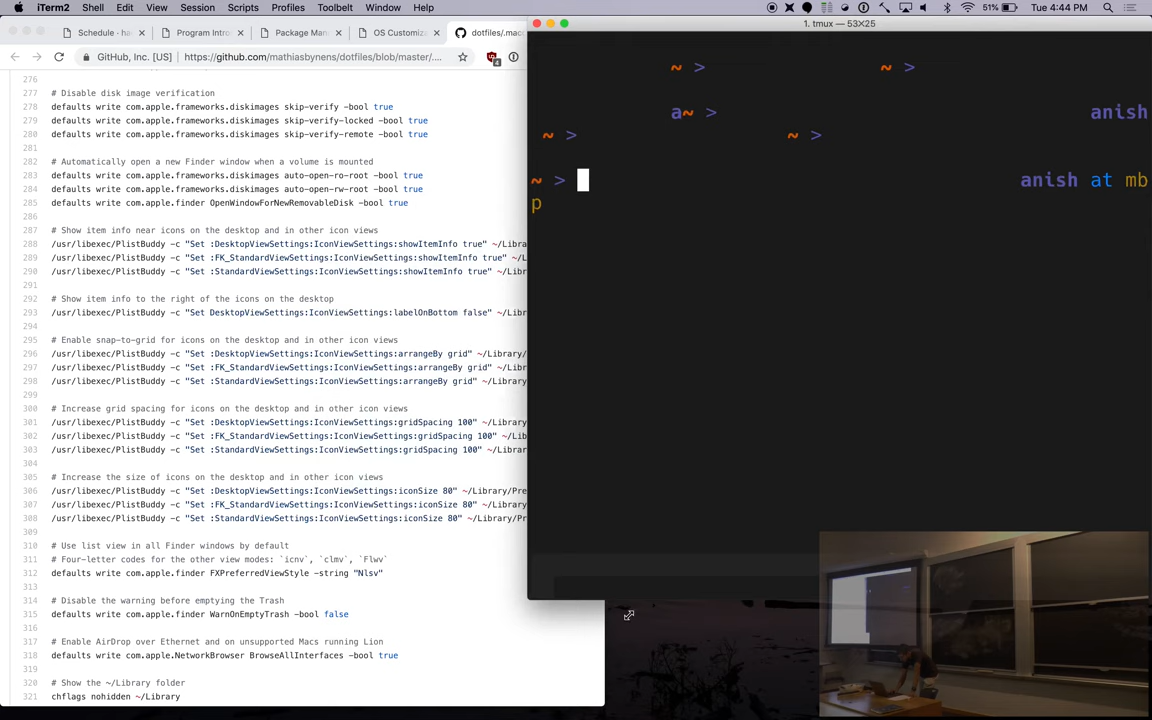 iTerm2 Shell Edit View Session Scripts Profiles Toolbelt Window Help 51% Tue 4:44 PM
Schedule - ha
Program Intro
Package Man
OS Customiza
dotfiles/.mac
GitHub, Inc. [US] https://github.com/mathiasbynens/dotfiles/blob/master/....
4
276
277 # Disable disk image verification
278 defaults write com.apple.frameworks.diskimages skip-verify -bool true
279 defaults write com.apple.frameworks.diskimages skip-verify-locked -bool true
280 defaults write com.apple.frameworks.diskimages skip-verify-remote -bool true
281
282 # Automatically open a new Finder window when a volume is mounted
283 defaults write com.apple.frameworks.diskimages auto-open-ro-root -bool true
284 defaults write com.apple.frameworks.diskimages auto-open-rw-root -bool true
285 defaults write com.apple.finder OpenWindowForNewRemovableDisk -bool true
286
287 # Show item info near icons on the desktop and in other icon views
288 /usr/libexec/PlistBuddy -c "Set :DesktopViewSettings:IconViewSettings:showItemInfo true" ~/Libra
289 /usr/libexec/PlistBuddy -c "Set :FK_StandardViewSettings:IconViewSettings:showItemInfo true" ~/L
290 /usr/libexec/PlistBuddy -c "Set :StandardViewSettings:IconViewSettings:showItemInfo true" ~/Libr
291
292 # Show item info to the right of the icons on the desktop
293 /usr/libexec/PlistBuddy -c "Set DesktopViewSettings:IconViewSettings:labelOnBottom false" ~/Libr
294
295 # Enable snap-to-grid for icons on the desktop and in other icon views
296 /usr/libexec/PlistBuddy -c "Set :DesktopViewSettings:IconViewSettings:arrangeBy grid" ~/Library/
297 /usr/libexec/PlistBuddy -c "Set :FK_StandardViewSettings:IconViewSettings:arrangeBy grid" ~/Libr
298 /usr/libexec/PlistBuddy -c "Set :StandardViewSettings:IconViewSettings:arrangeBy grid" ~/Library
299
300 # Increase grid spacing for icons on the desktop and in other icon views
301 /usr/libexec/PlistBuddy -c "Set :DesktopViewSettings:IconViewSettings:gridSpacing 100" ~/Library
302 /usr/libexec/PlistBuddy -c "Set :FK_StandardViewSettings:IconViewSettings:gridSpacing 100" ~/Lib
303 /usr/libexec/PlistBuddy -c "Set :StandardViewSettings:IconViewSettings:gridSpacing 100" ~/Librar
304
305 # Increase the size of icons on the desktop and in other icon views
306 /usr/libexec/PlistBuddy -c "Set :DesktopViewSettings:IconViewSettings:iconSize 80" ~/Library/Pre
307 /usr/libexec/PlistBuddy -c "Set :FK_StandardViewSettings:IconViewSettings:iconSize 80" ~/Library
308 /usr/libexec/PlistBuddy -c "Set :StandardViewSettings:IconViewSettings:iconSize 80" ~/Library/Pr
309
310 # Use list view in all Finder windows by default
311 # Four-letter codes for the other view modes: `icnv`, `clmv`, `Flwv`
312 defaults write com.apple.finder FXPreferredViewStyle -string "Nlsv"
313
314 # Disable the warning before emptying the Trash
315 defaults write com.apple.finder WarnOnEmptyTrash -bool false
316
317 # Enable AirDrop over Ethernet and on unsupported Macs running Lion
318 defaults write com.apple.NetworkBrowser BrowseAllInterfaces -bool true
319
320 # Show the ~/Library folder
321 chflags nohidden ~/Library
1. tmux — 53×25
~ > ~ >
a~ > anish
~ > ~ >
~ > anish at mb
p